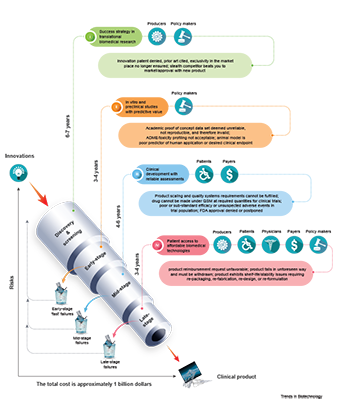 Success strategy in
translational biomedical
research
Producers
Policy makers
Innovation patent denied, prior art cited, exclusivity in the market
place no longer ensured; stealth competitor beats you to
market/approval with new product
6-7 years
In vitro and
preclinical studies
with predictive value
Policy makers
Academic proof of concept data set deemed unreliable,
not reproduction, and therefore invalid;
ADME-toxicity profiling not acceptable; animal model is
poor predictor of human application or desired clinical endpoint
3-4 years
Innovations
Clinical
development with
reliable assessments
Patients
Payers
Product scaling and quality systems requirements cannot be fulfilled,
drug cannot be made under GSM at required quantities for clinical trials;
poor or sub-standard efficacy or unsuspected adverse events in
trial population; FDA approval denied or postponed
4-6 years
Patient access to
affordable biomedical
technologies
Producers
Patients
Physicians
Payers
Policy makers
product reimbursement request unfavorable; product fails in unforeseen way
and must be withdrawn; product exhibits shelf-life/stability issues requiring
re-packaging, re-fabrication, re-design, or re-formulation
3-4 years
Discovery
screening
Early-stage
Mid-stage
Late-
stage
Risks
Early-stage
fast failures
Mid-stage
failures
Late-stage
failures
The total cost is approximately 1 billion dollars
Clinical product
Trends in Biotechnology